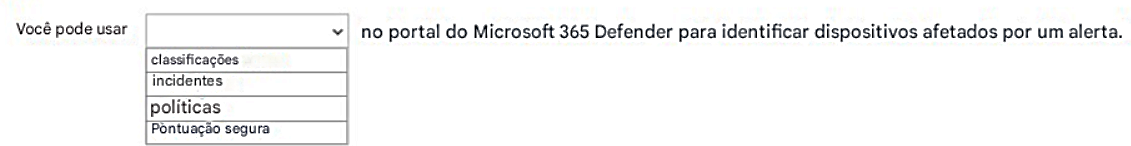 Você pode usar no portal do Microsoft 365 Defender para identificar dispositivos afetados por um alerta.
classificações
incidentes
políticas
Pontuação segura